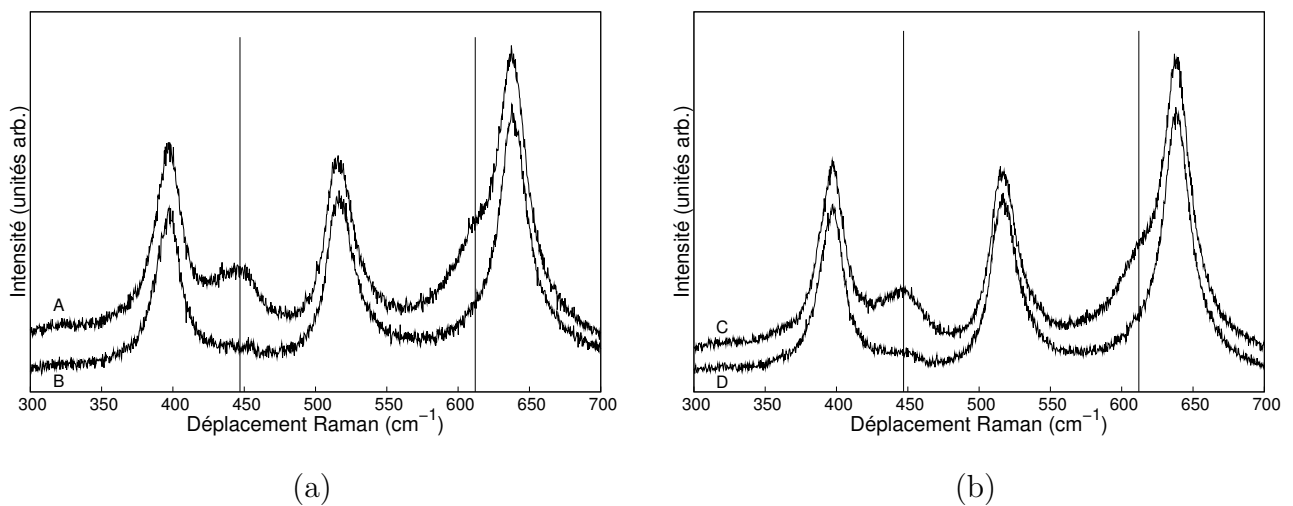 Intensité (unités arb.)
A
B
300 350 400 450 500 550 600 650 700
Déplacement Raman (cm⁻¹)
(a)
Intensité (unités arb.)
C
D
300 350 400 450 500 550 600 650 700
Déplacement Raman (cm⁻¹)
(b)